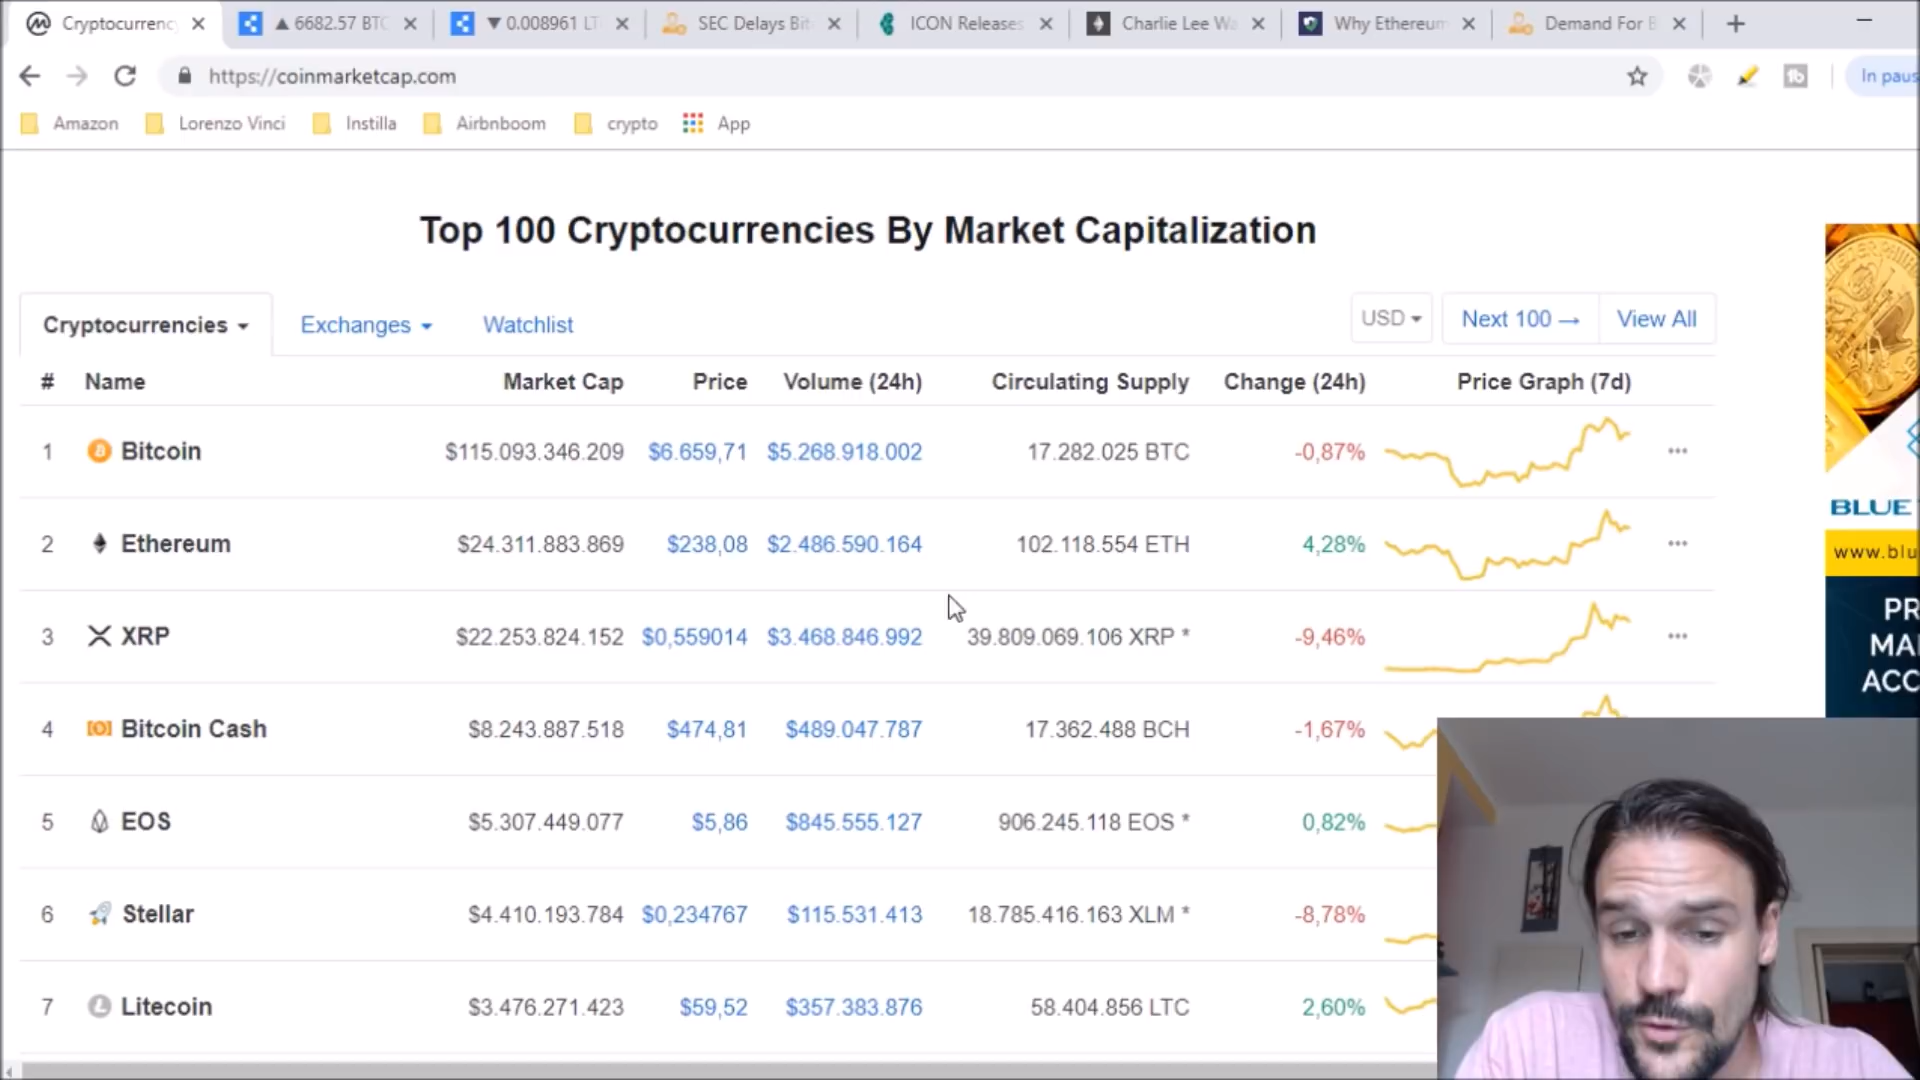 Cryptocurrency
▲ 6682.57 BTC
▼ 0.008961 LT
SEC Delays Bit
ICON Releases
Charlie Lee Wa
Why Ethereum
Demand For B
https://coinmarketcap.com
In paus
Amazon
Lorenzo Vinci
Instilla
Airbnboom
crypto
App
Top 100 Cryptocurrencies By Market Capitalization
Cryptocurrencies
Exchanges
Watchlist
USD
Next 100 →
View All
# Name Market Cap Price Volume (24h) Circulating Supply Change (24h) Price Graph (7d)
1 Bitcoin $115.093.346.209 $6.659,71 $5.268.918.002 17.282.025 BTC -0,87%
2 Ethereum $24.311.883.869 $238,08 $2.486.590.164 102.118.554 ETH 4,28%
3 XRP $22.253.824.152 $0,559014 $3.468.846.992 39.809.069.106 XRP * -9,46%
4 Bitcoin Cash $8.243.887.518 $474,81 $489.047.787 17.362.488 BCH -1,67%
5 EOS $5.307.449.077 $5,86 $845.555.127 906.245.118 EOS * 0,82%
6 Stellar $4.410.193.784 $0,234767 $115.531.413 18.785.416.163 XLM * -8,78%
7 Litecoin $3.476.271.423 $59,52 $357.383.876 58.404.856 LTC 2,60%
BLUE
www.blu
PR
MA
ACC